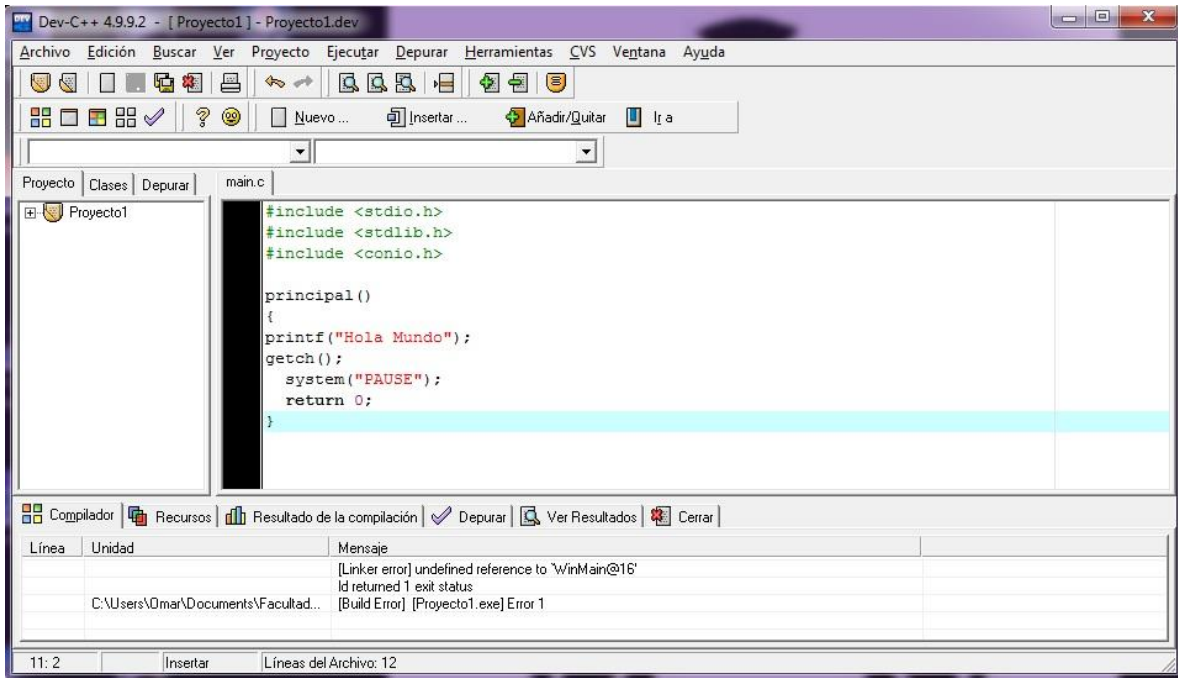 Dev-C++ 4.9.9.2 - [ Proyecto1 ] - Proyecto1.dev
Archivo Edición Buscar Ver Proyecto Ejecutar Depurar Herramientas CVS Ventana Ayuda
Nuevo ... Insertar ... Añadir/Quitar Ir a
Proyecto Clases Depurar main.c
Proyecto1
#include <stdio.h>
#include <stdlib.h>
#include <conio.h>
principal()
{
printf("Hola Mundo");
getch();
system("PAUSE");
return 0;
}
Compilador Recursos Resultado de la compilación Depurar Ver Resultados Cerrar
Línea Unidad Mensaje
[Linker error] undefined reference to `WinMain@16'
ld returned 1 exit status
C:\Users\Omar\Documents\Facultad... [Build Error] [Proyecto1.exe] Error 1
11: 2 Insertar Líneas del Archivo: 12